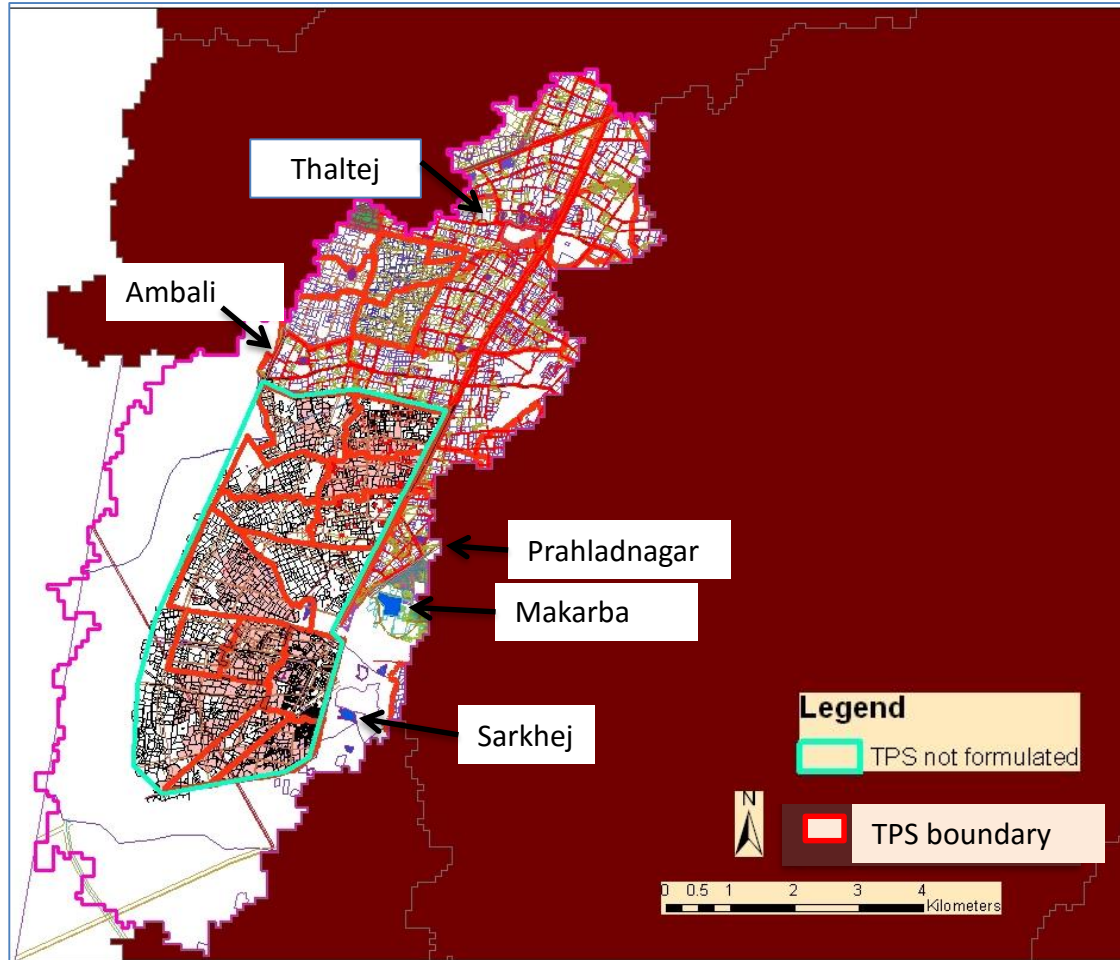 Thaltej
Ambali
Prahladnagar
Makarba
Sarkhej
Legend
TPS not formulated
N
TPS boundary
0 0.5 1 2 3 4
Kilometers